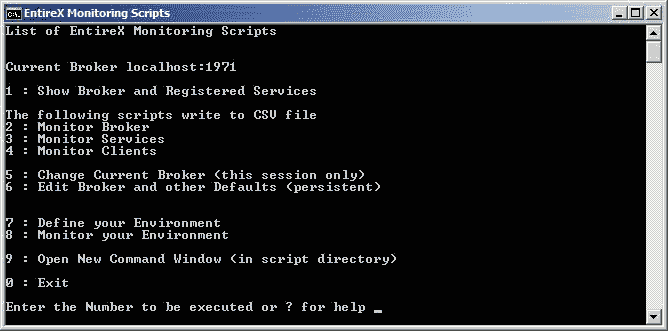 EntireX Monitoring Scripts
List of EntireX Monitoring Scripts
Current Broker localhost:1971
1 : Show Broker and Registered Services
The following scripts write to CSV file
2 : Monitor Broker
3 : Monitor Services
4 : Monitor Clients
5 : Change Current Broker (this session only)
6 : Edit Broker and other Defaults (persistent)
7 : Define your Environment
8 : Monitor your Environment
9 : Open New Command Window (in script directory)
0 : Exit
Enter the Number to be executed or ? for help _